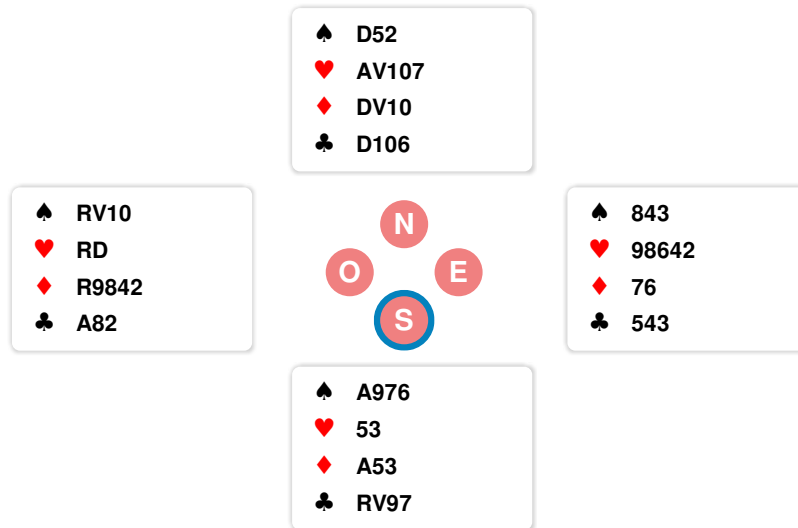 ♠ D52
♥ AV107
♦ DV10
♣ D106
♠ RV10
♥ RD
♦ R9842
♣ A82
N
O
E
S
♠ 843
♥ 98642
♦ 76
♣ 543
♠ A976
♥ 53
♦ A53
♣ RV97